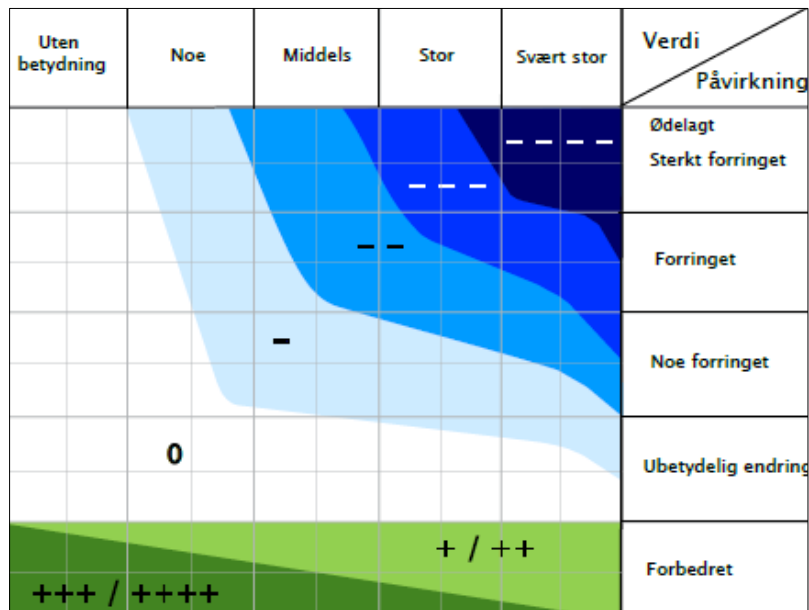 Uten betydning
Noe
Middels
Stor
Svært stor
Verdi
Påvirkning
Ødelagt
Sterkt forringet
– – – –
– – –
Forringet
– –
–
Noe forringet
0
Ubetydelig endring
+ / ++
Forbedret
+++ / ++++